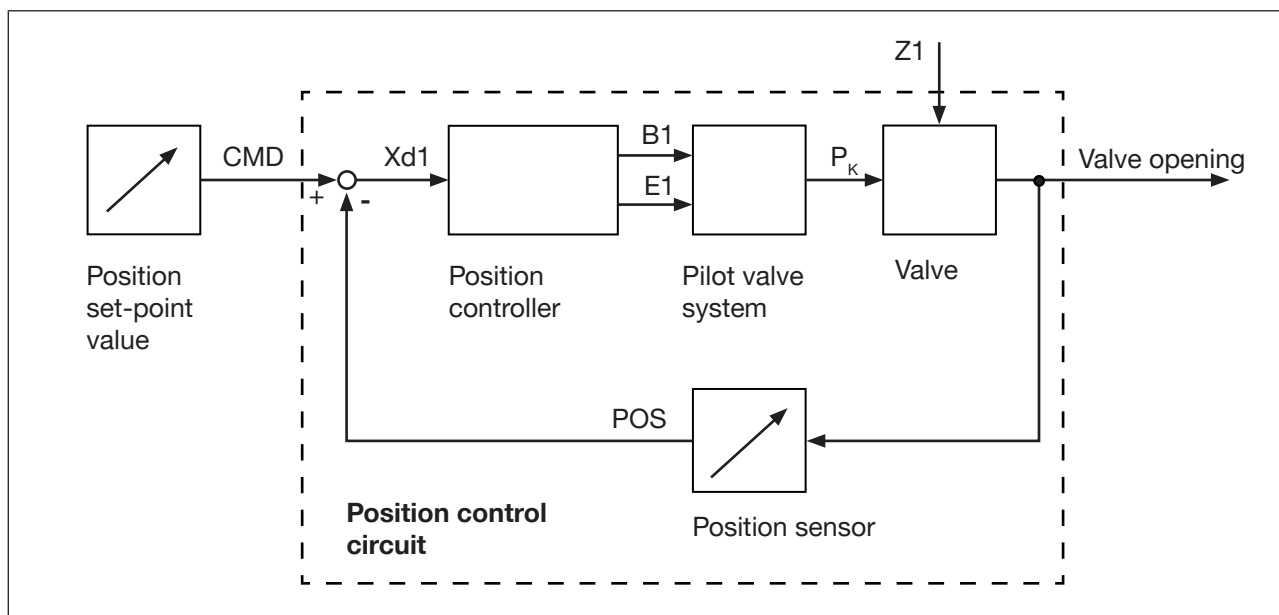 Z1
CMD
Xd1
B1
E1
PK
Valve opening
+
-
Position
set-point
value
Position
controller
Pilot valve
system
Valve
POS
Position control
circuit
Position sensor